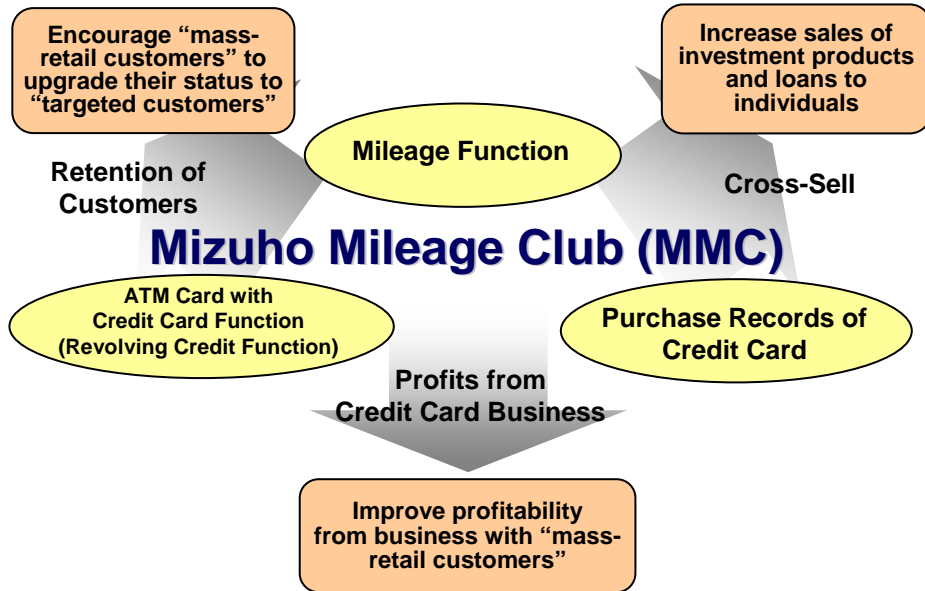 Encourage “mass-
retail customers” to
upgrade their status to
“targeted customers”
Increase sales of
investment products
and loans to
individuals
Mileage Function
Retention of
Customers
Cross-Sell
Mizuho Mileage Club (MMC)
ATM Card with
Credit Card Function
(Revolving Credit Function)
Purchase Records of
Credit Card
Profits from
Credit Card Business
Improve profitability
from business with “mass-
retail customers”